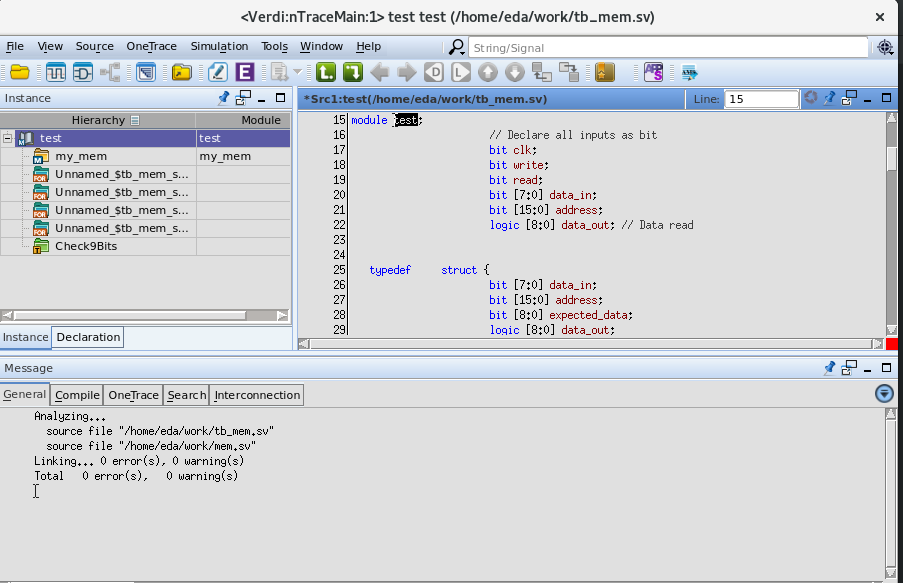 <Verdi:nTraceMain:1> test test (/home/eda/work/tb_mem.sv)
File View Source OneTrace Simulation Tools Window Help String/Signal
Instance
Hierarchy Module
test test
my_mem my_mem
Unnamed_$tb_mem_s...
Unnamed_$tb_mem_s...
Unnamed_$tb_mem_s...
Unnamed_$tb_mem_s...
Check9Bits
Instance Declaration
*Src1:test(/home/eda/work/tb_mem.sv) Line: 15
15 module test;
16 // Declare all inputs as bit
17 bit clk;
18 bit write;
19 bit read;
20 bit [7:0] data_in;
21 bit [15:0] address;
22 logic [8:0] data_out; // Data read
23
24
25 typedef struct {
26 bit [7:0] data_in;
27 bit [15:0] address;
28 bit [8:0] expected_data;
29 logic [8:0] data_out;
Message
General Compile OneTrace Search Interconnection
Analyzing...
source file "/home/eda/work/tb_mem.sv"
source file "/home/eda/work/mem.sv"
Linking... 0 error(s), 0 warning(s)
Total 0 error(s), 0 warning(s)